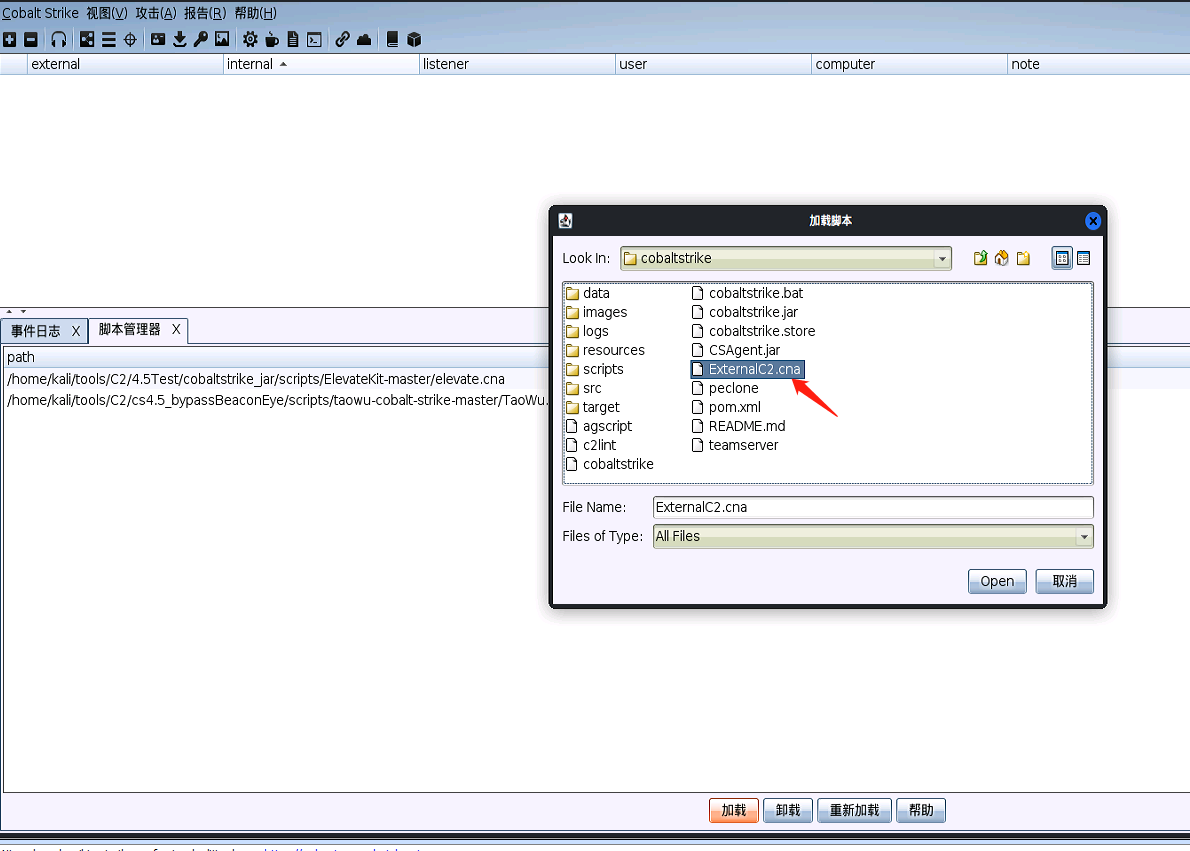 Cobalt Strike 视图(V) 攻击(A) 报告(R) 帮助(H)
external internal listener user computer note
加载脚本
Look In: cobaltstrike
data cobaltstrike.bat
images cobaltstrike.jar
logs cobaltstrike.store
resources CSAgent.jar
scripts ExternalC2.cna
src peclone
target pom.xml
agscript README.md
c2lint teamserver
cobaltstrike
File Name: ExternalC2.cna
Files of Type: All Files
Open 取消
事件日志 X 脚本管理器 X
path
/home/kali/tools/C2/4.5Test/cobaltstrike_jar/scripts/ElevateKit-master/elevate.cna
/home/kali/tools/C2/cs4.5_bypassBeaconEye/scripts/taowu-cobalt-strike-master/TaoWu.
加载 卸载 重新加载 帮助